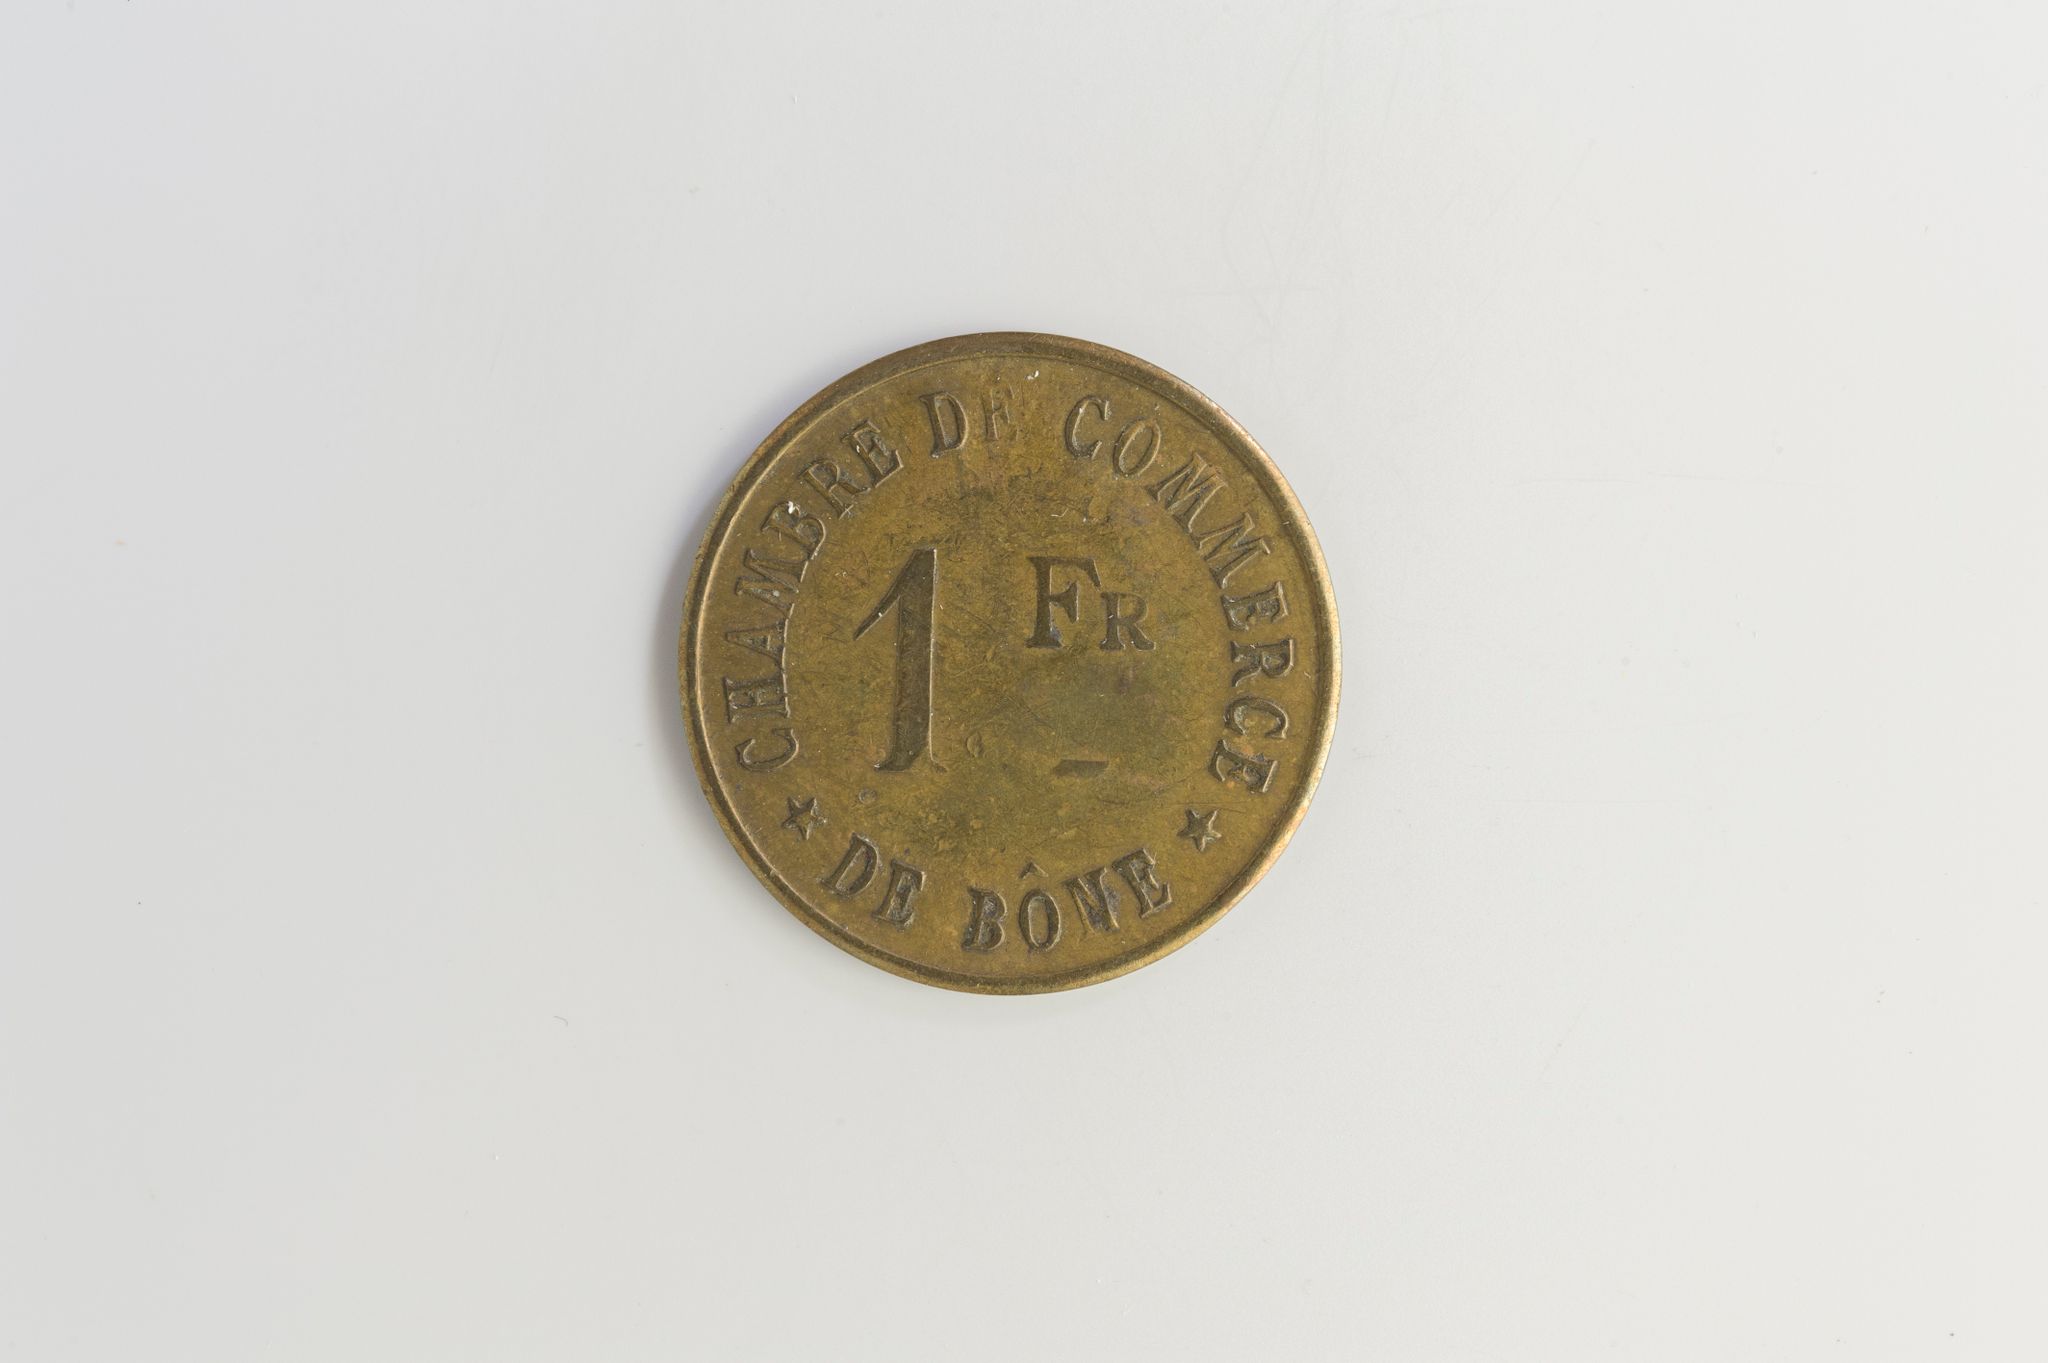 CHAMBRE DE COMMERCE
1 FR
★ DE BÔNE ★